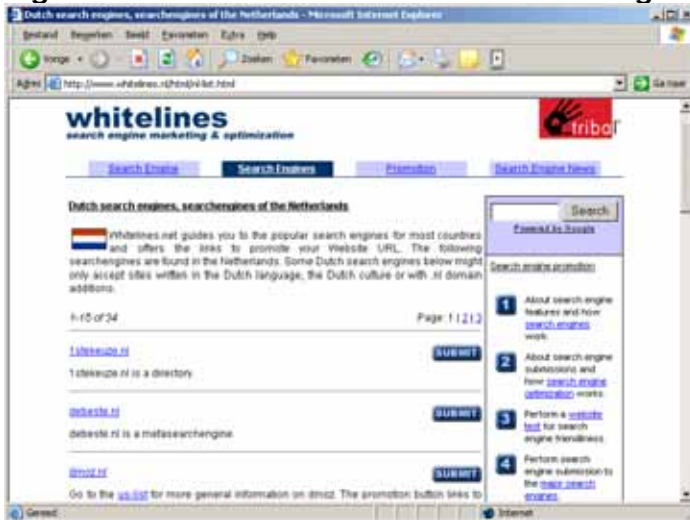 Dutch search engines, searchengines of the Netherlands - Microsoft Internet Explorer
Bestand Bewerken Beeld Favorieten Extra Help
Vorige Zoeken Favorieten
Adres http://www.whitelines.nl/html/nl-list.html Ga naar
whitelines
search engine marketing & optimization
tribal
Search Engine Search Engines Promotion Search Engine News
Dutch search engines, searchengines of the Netherlands
Whitelines.net guides you to the popular search engines for most countries
and offers the links to promote your Website URL. The following
searchengines are found in the Netherlands. Some Dutch search engines below might
only accept sites written in the Dutch language, the Dutch culture or with .nl domain
additions.
1-15 of 34 Page: 1 | 2 | 3
1stekeuze.nl SUBMIT
1stekeuze.nl is a directory.
debeste.nl SUBMIT
debeste.nl is a metasearchengine
dmoz.nl SUBMIT
Go to the us-list for more general information on dmoz. The promotion button links to
Search
Powered by Google
Search engine promotion
1 About search engine
features and how
search engines
work.
2 About search engine
submissions and
how search engine
optimization works.
3 Perform a website
test for search
engine friendliness.
4 Perform search
engine submission to
the major search
engines.
Gereed Internet